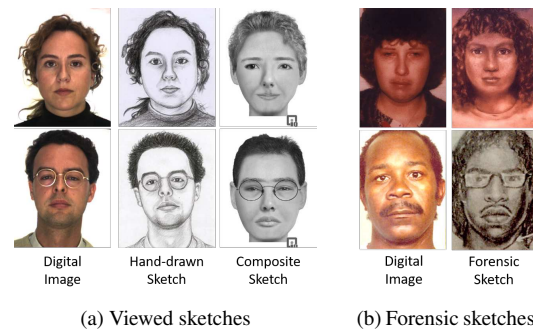 Digital Image
Hand-drawn Sketch
Composite Sketch
Digital Image
Forensic Sketch
(a) Viewed sketches
(b) Forensic sketches